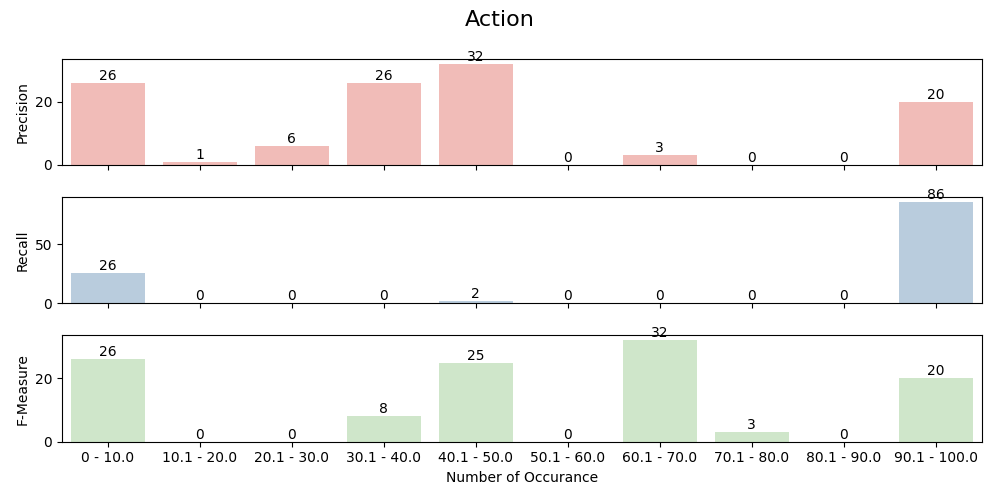 Action
26 1 6 26 32 0 3 0 0 20
Precision
20
0
26 0 0 0 2 0 0 0 0 86
Recall
50
0
26 0 0 8 25 0 32 3 0 20
F-Measure
20
0
0 - 10.0 10.1 - 20.0 20.1 - 30.0 30.1 - 40.0 40.1 - 50.0 50.1 - 60.0 60.1 - 70.0 70.1 - 80.0 80.1 - 90.0 90.1 - 100.0
Number of Occurance